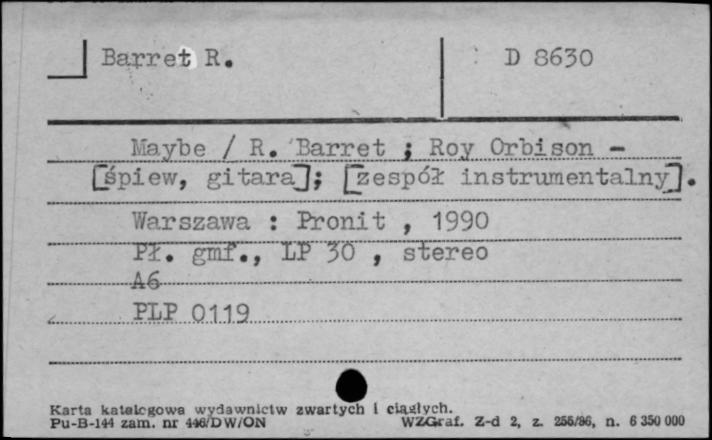 Barret R.
D 8630
Maybe / R. Barret ; Roy Orbison -
[śpiew, gitara]; [zespół instrumentalny].
Warszawa : Pronit , 1990
Pł. gmf., LP 30 , stereo
A6
PLP 0119
Karta katalogowa wydawnictw zwartych i ciągłych.
Pu-B-144 zam. nr 446/DW/ON
WZGraf. Z-d 2, z. 256/86, n. 6 350 000